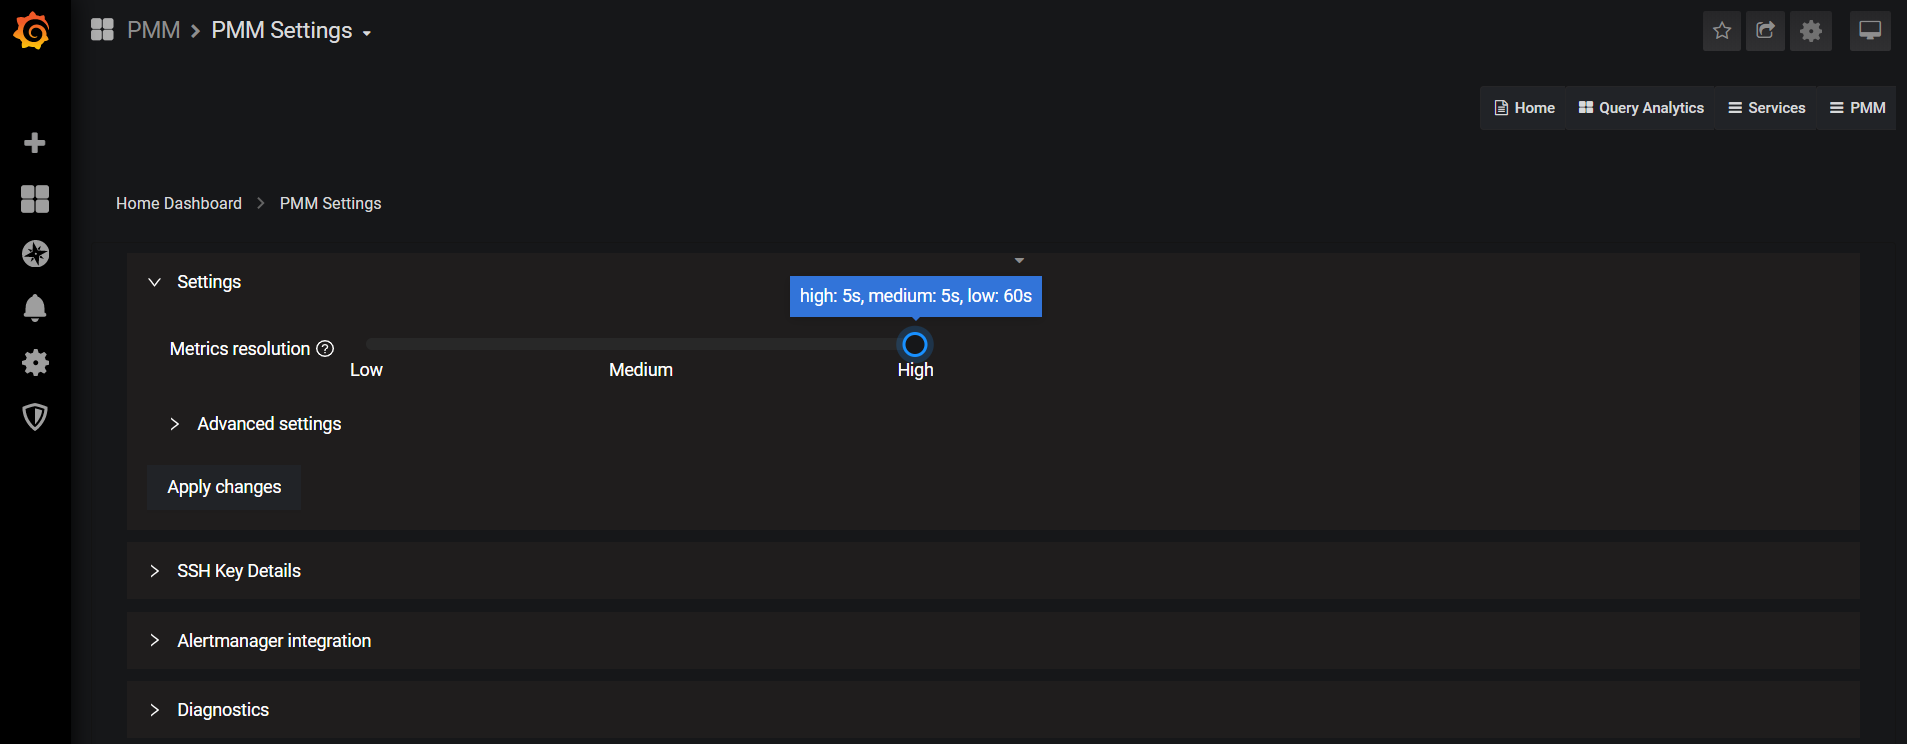 PMM > PMM Settings
Home Query Analytics Services PMM
Home Dashboard > PMM Settings
Settings
high: 5s, medium: 5s, low: 60s
Metrics resolution
Low Medium High
Advanced settings
Apply changes
SSH Key Details
Alertmanager integration
Diagnostics